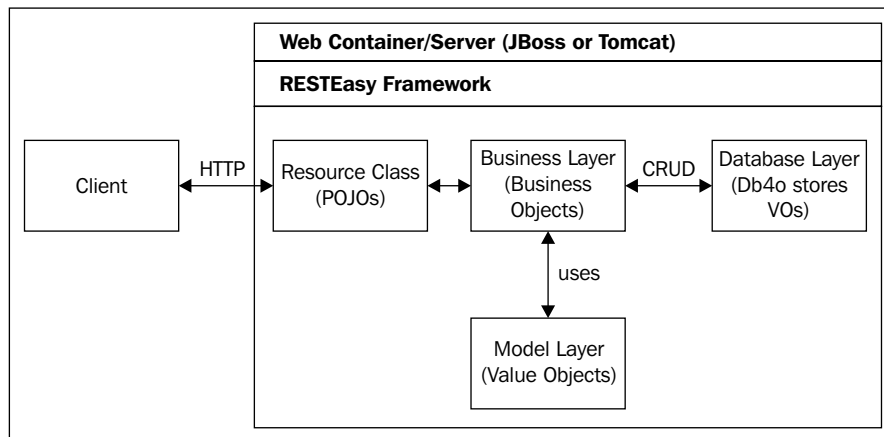 Web Container/Server (JBoss or Tomcat)
RESTEasy Framework
Client
HTTP
Resource Class
(POJOs)
Business Layer
(Business
Objects)
CRUD
Database Layer
(Db4o stores
VOs)
uses
Model Layer
(Value Objects)